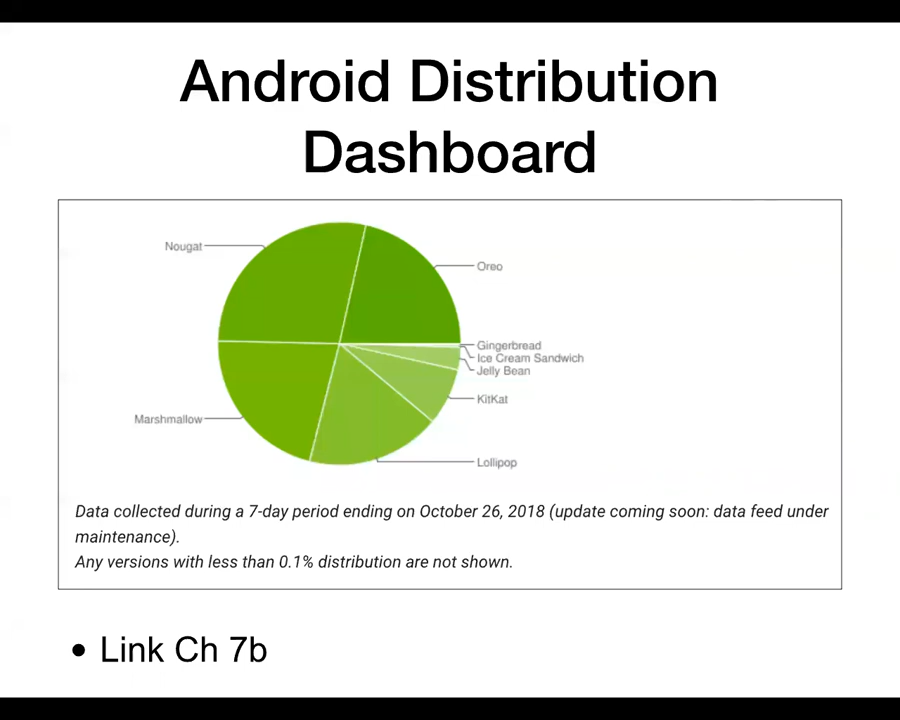 Android Distribution
Dashboard
Nougat
Oreo
Gingerbread
Ice Cream Sandwich
Jelly Bean
KitKat
Marshmallow
Lollipop
Data collected during a 7-day period ending on October 26, 2018 (update coming soon: data feed under
maintenance).
Any versions with less than 0.1% distribution are not shown.
• Link Ch 7b